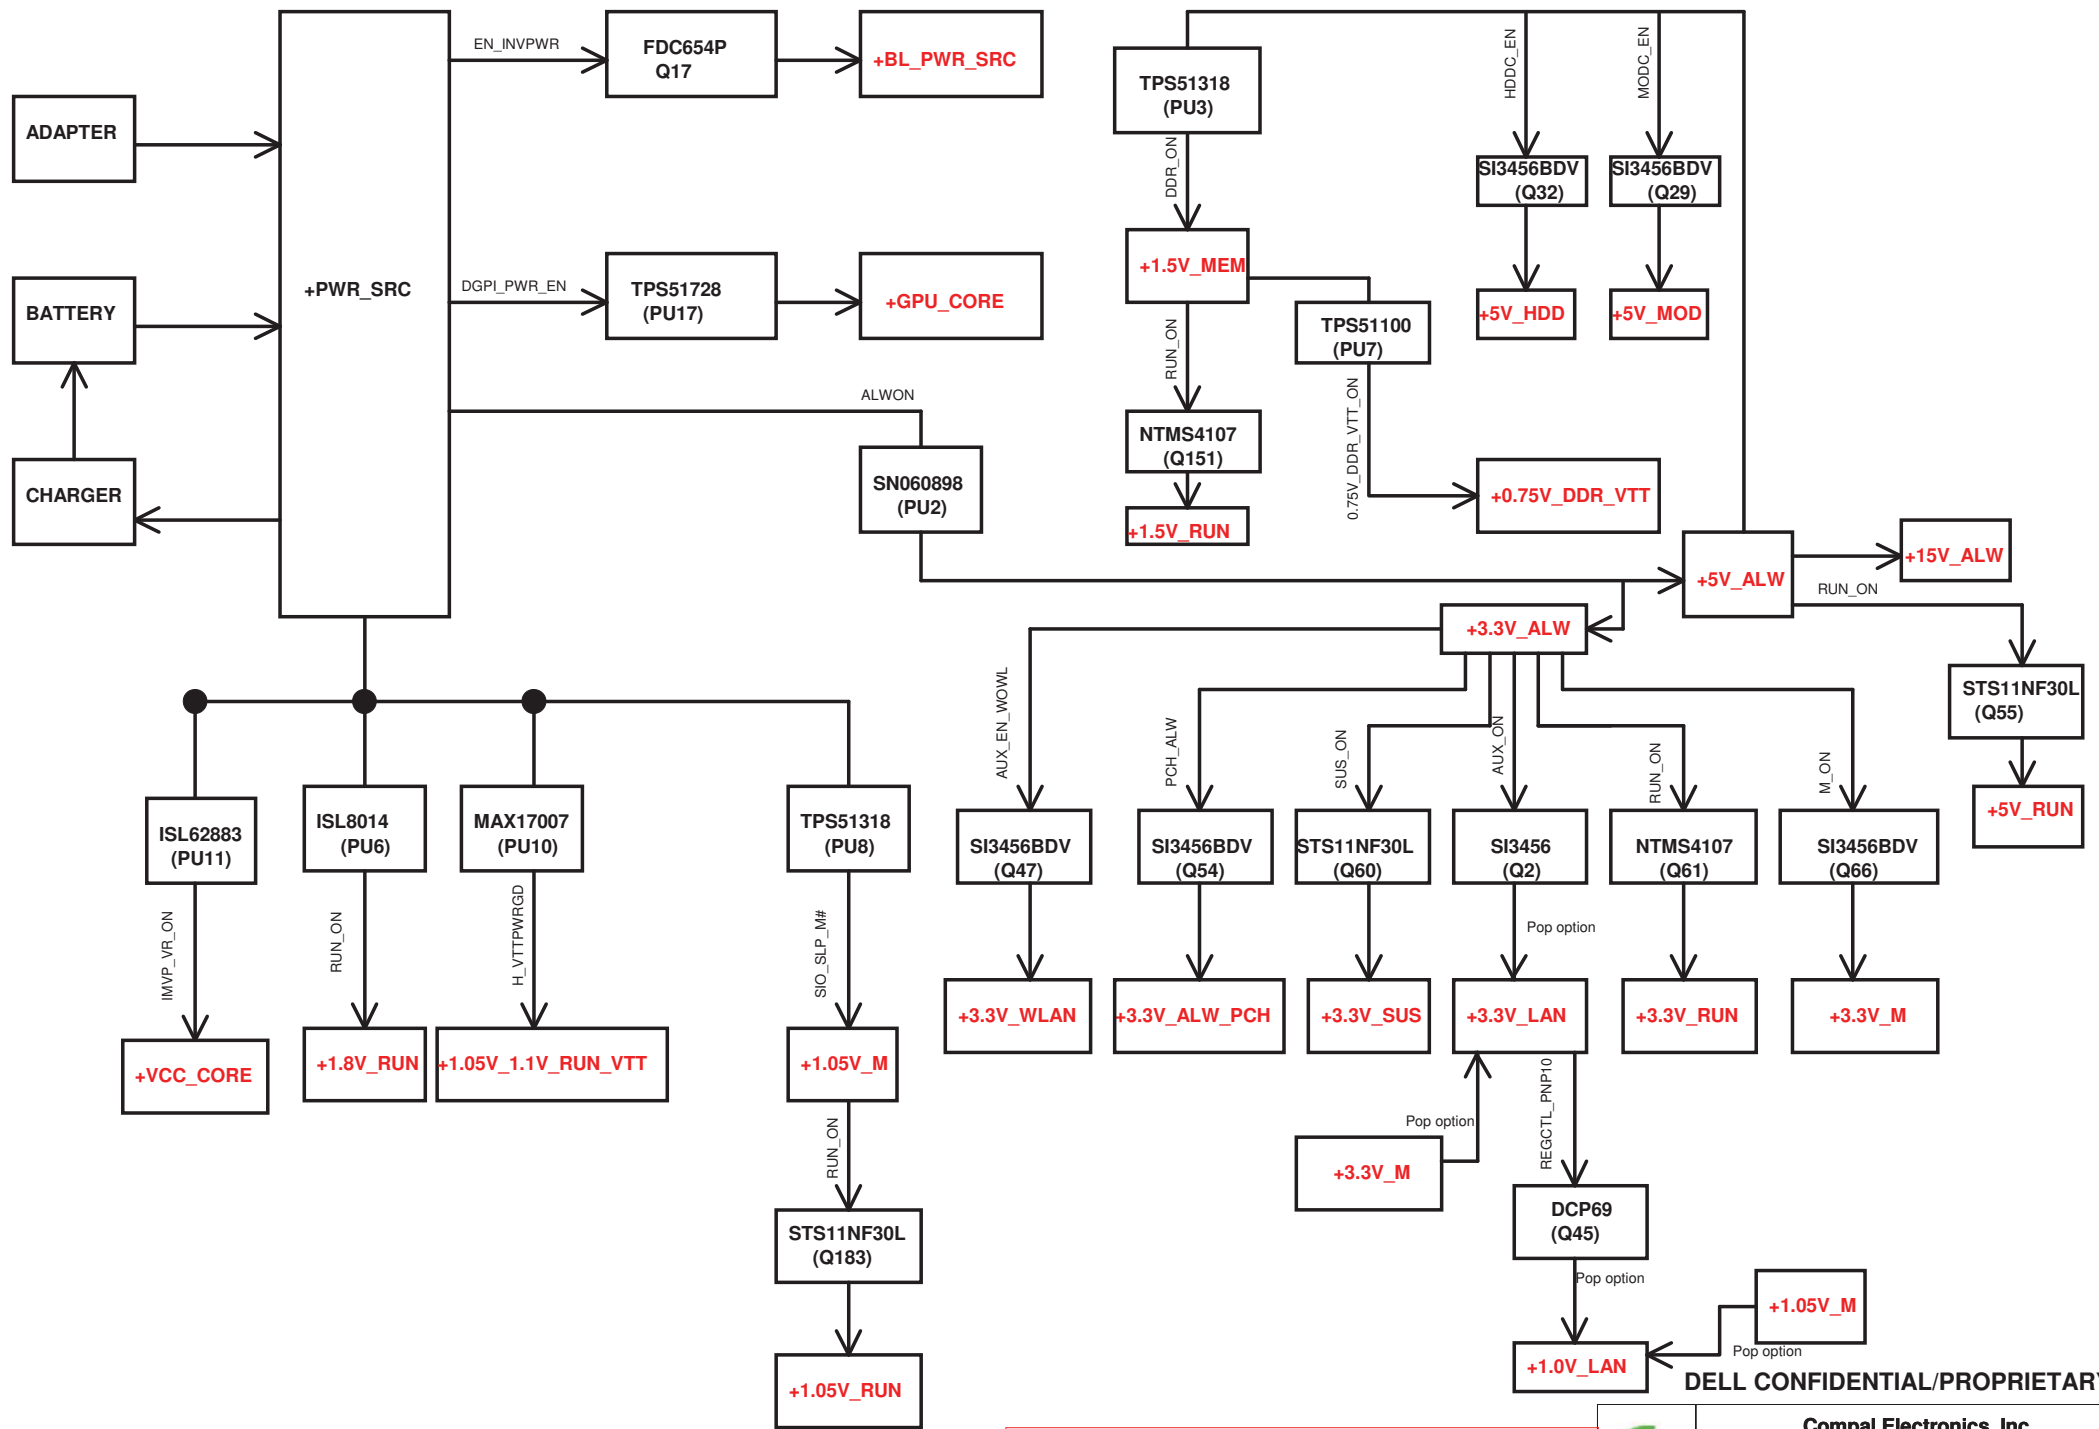 EN_INVPWR
FDC654P
Q17
+BL_PWR_SRC
ADAPTER
+PWR_SRC
BATTERY
CHARGER
DGPI_PWR_EN
TPS51728
(PU17)
+GPU_CORE
ALWON
SN060898
(PU2)
TPS51318
(PU3)
DDR_ON
+1.5V_MEM
RUN_ON
NTMS4107
(Q151)
+1.5V_RUN
TPS51100
(PU7)
0.75V_DDR_VTT_ON
+0.75V_DDR_VTT
HDDC_EN
SI3456BDV
(Q32)
+5V_HDD
MODC_EN
SI3456BDV
(Q29)
+5V_MOD
+5V_ALW
+15V_ALW
RUN_ON
STS11NF30L
(Q55)
+5V_RUN
+3.3V_ALW
AUX_EN_WOWL
PCH_ALW
SUS_ON
AUX_ON
RUN_ON
M_ON
ISL62883
(PU11)
IMVP_VR_ON
+VCC_CORE
ISL8014
(PU6)
RUN_ON
+1.8V_RUN
MAX17007
(PU10)
H_VTTPWRGD
+1.05V_1.1V_RUN_VTT
TPS51318
(PU8)
SIO_SLP_M#
+1.05V_M
RUN_ON
STS11NF30L
(Q183)
+1.05V_RUN
SI3456BDV
(Q47)
+3.3V_WLAN
SI3456BDV
(Q54)
+3.3V_ALW_PCH
STS11NF30L
(Q60)
+3.3V_SUS
SI3456
(Q2)
Pop option
+3.3V_LAN
NTMS4107
(Q61)
+3.3V_RUN
SI3456BDV
(Q66)
+3.3V_M
Pop option
+3.3V_M
REGCTL_PNP10
DCP69
(Q45)
Pop option
+1.0V_LAN
+1.05V_M
Pop option
DELL CONFIDENTIAL/PROPRIETARY
Compal Electronics, Inc